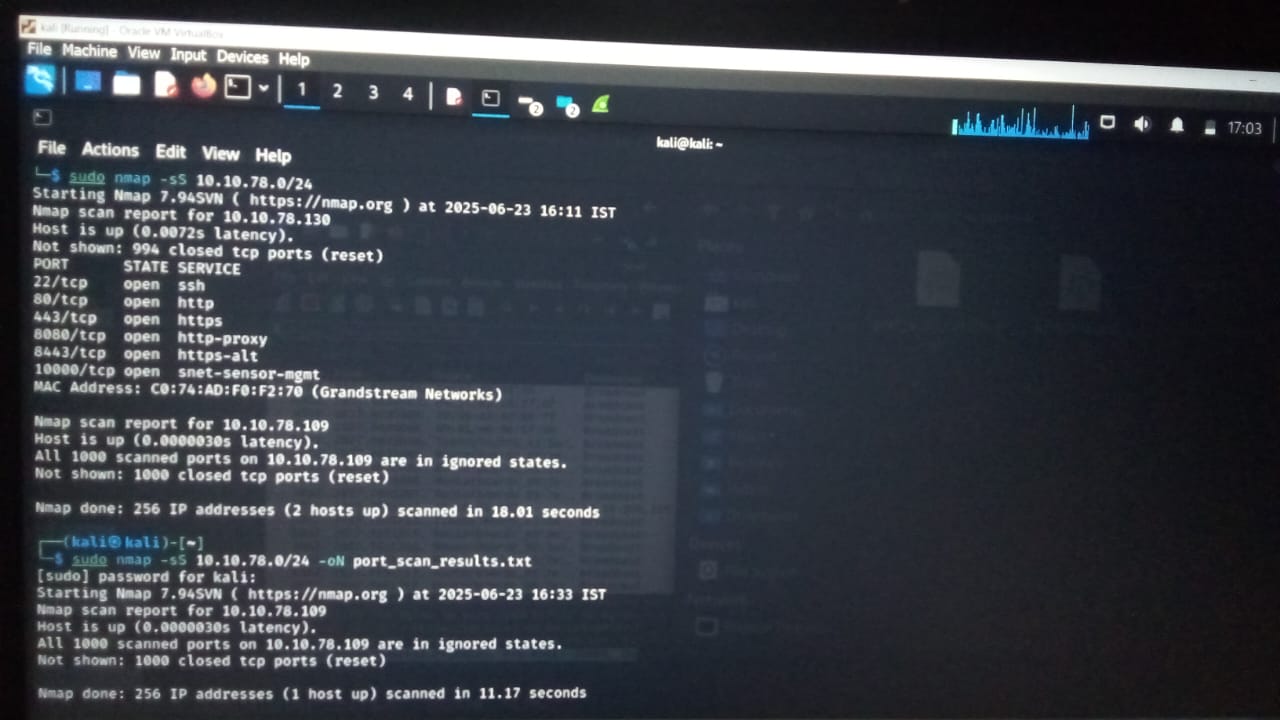 kali [Running] - Oracle VM VirtualBox
File Machine View Input Devices Help
1 2 3 4
2 2
17:03
kali@kali: ~
File Actions Edit View Help
└─$ sudo nmap -sS 10.10.78.0/24
Starting Nmap 7.94SVN ( https://nmap.org ) at 2025-06-23 16:11 IST
Nmap scan report for 10.10.78.130
Host is up (0.0072s latency).
Not shown: 994 closed tcp ports (reset)
PORT STATE SERVICE
22/tcp open ssh
80/tcp open http
443/tcp open https
8080/tcp open http-proxy
8443/tcp open https-alt
10000/tcp open snet-sensor-mgmt
MAC Address: C0:74:AD:F0:F2:70 (Grandstream Networks)
Nmap scan report for 10.10.78.109
Host is up (0.0000030s latency).
All 1000 scanned ports on 10.10.78.109 are in ignored states.
Not shown: 1000 closed tcp ports (reset)
Nmap done: 256 IP addresses (2 hosts up) scanned in 18.01 seconds
┌──(kali㉿kali)-[~]
└─$ sudo nmap -sS 10.10.78.0/24 -oN port_scan_results.txt
[sudo] password for kali:
Starting Nmap 7.94SVN ( https://nmap.org ) at 2025-06-23 16:33 IST
Nmap scan report for 10.10.78.109
Host is up (0.0000030s latency).
All 1000 scanned ports on 10.10.78.109 are in ignored states.
Not shown: 1000 closed tcp ports (reset)
Nmap done: 256 IP addresses (1 host up) scanned in 11.17 seconds